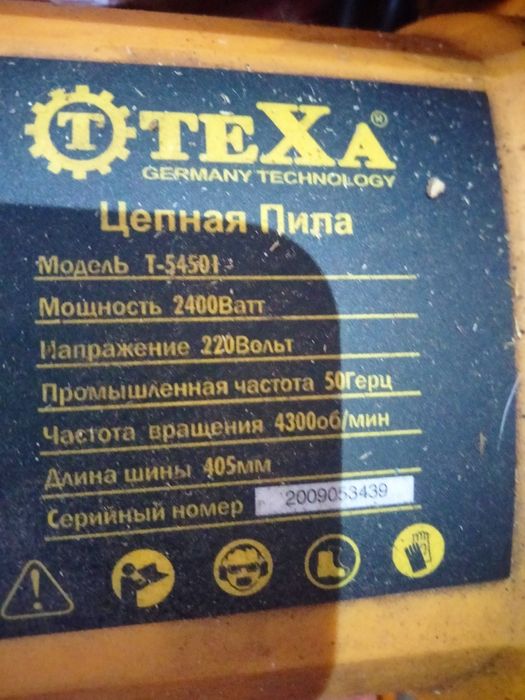 T TEXA ®
GERMANY TECHNOLOGY
Цепная Пила
Модель T-54501
Мощность 2400Ватт
Напражение 220Вольт
Промышленная частота 50Герц
Частота вращения 4300об/мин
Длина шины 405мм
Серийный номер 2009053439